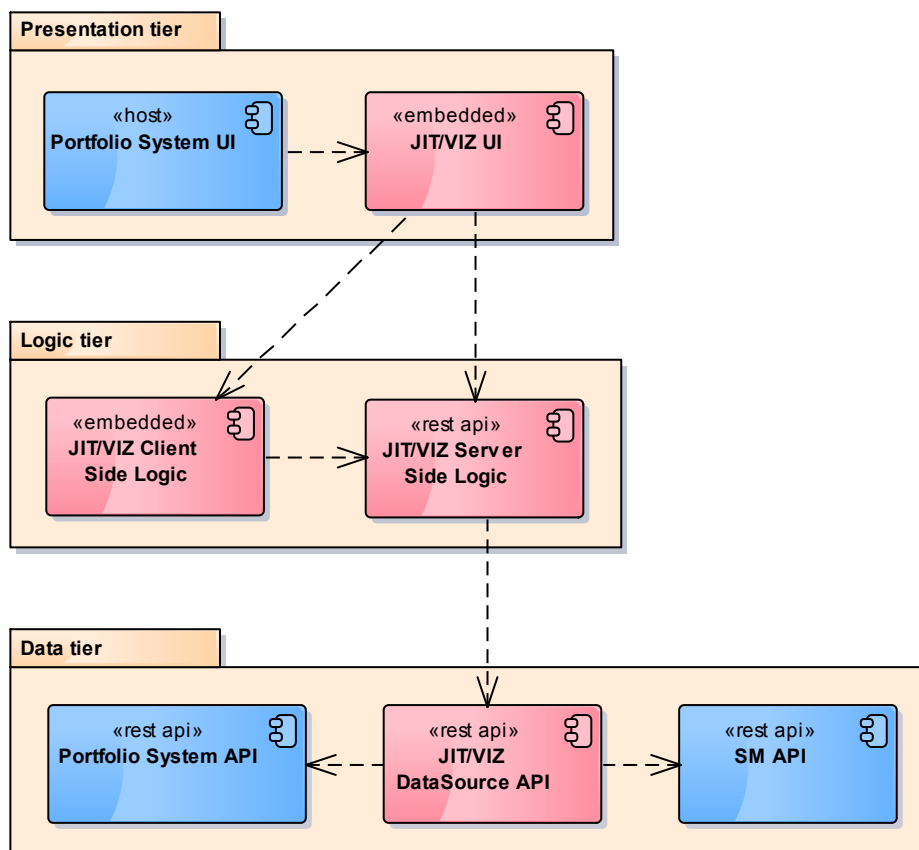 Presentation tier
«host»
Portfolio System UI
«embedded»
JIT/VIZ UI
Logic tier
«embedded»
JIT/VIZ Client
Side Logic
«rest api»
JIT/VIZ Server
Side Logic
Data tier
«rest api»
Portfolio System API
«rest api»
JIT/VIZ
DataSource API
«rest api»
SM API